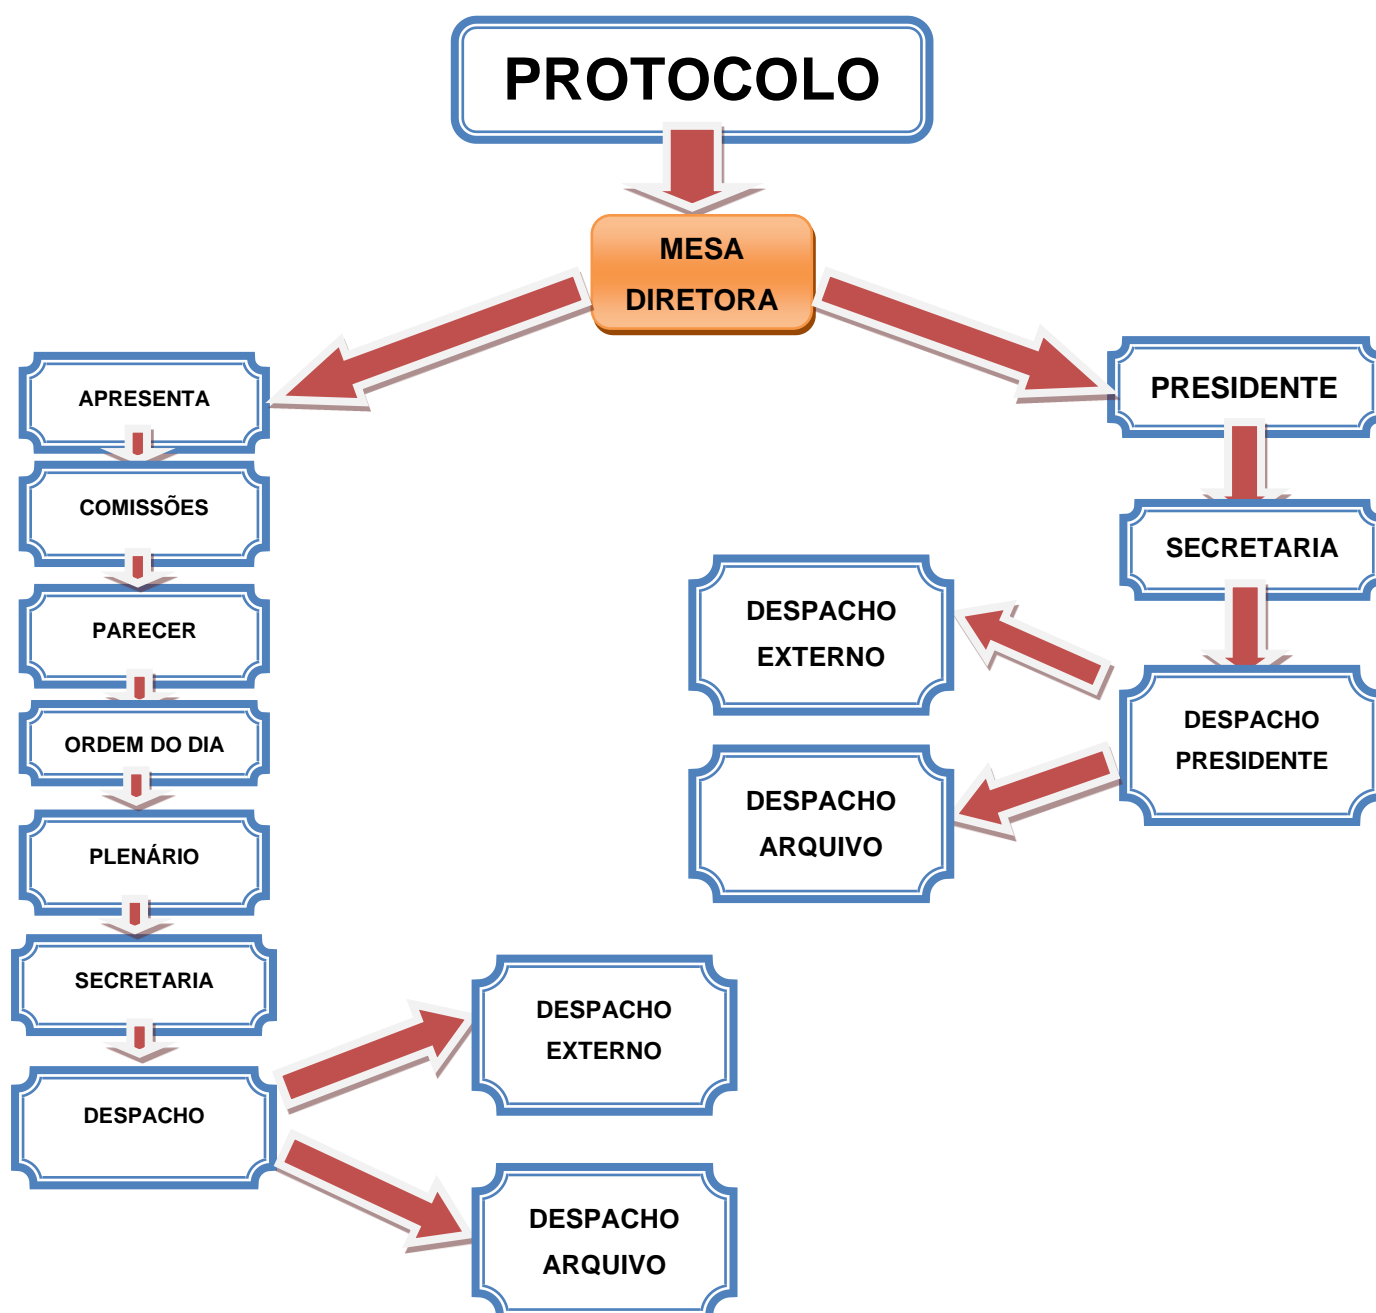 PROTOCOLO
MESA
DIRETORA
APRESENTA
COMISSÕES
PARECER
ORDEM DO DIA
PLENÁRIO
SECRETARIA
DESPACHO
DESPACHO
EXTERNO
DESPACHO
ARQUIVO
PRESIDENTE
SECRETARIA
DESPACHO
PRESIDENTE
DESPACHO
EXTERNO
DESPACHO
ARQUIVO